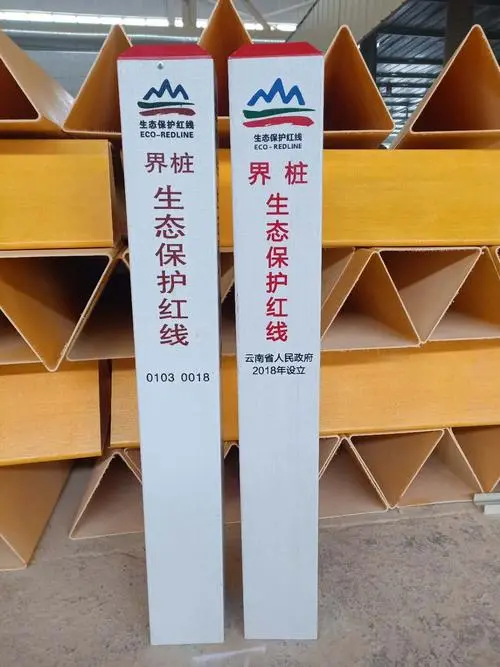 生态保护红线
ECO-REDLINE
界桩
生态保护红线
0103 0018
生态保护红线
ECO-REDLINE
界桩
生态保护红线
云南省人民政府
2018年设立